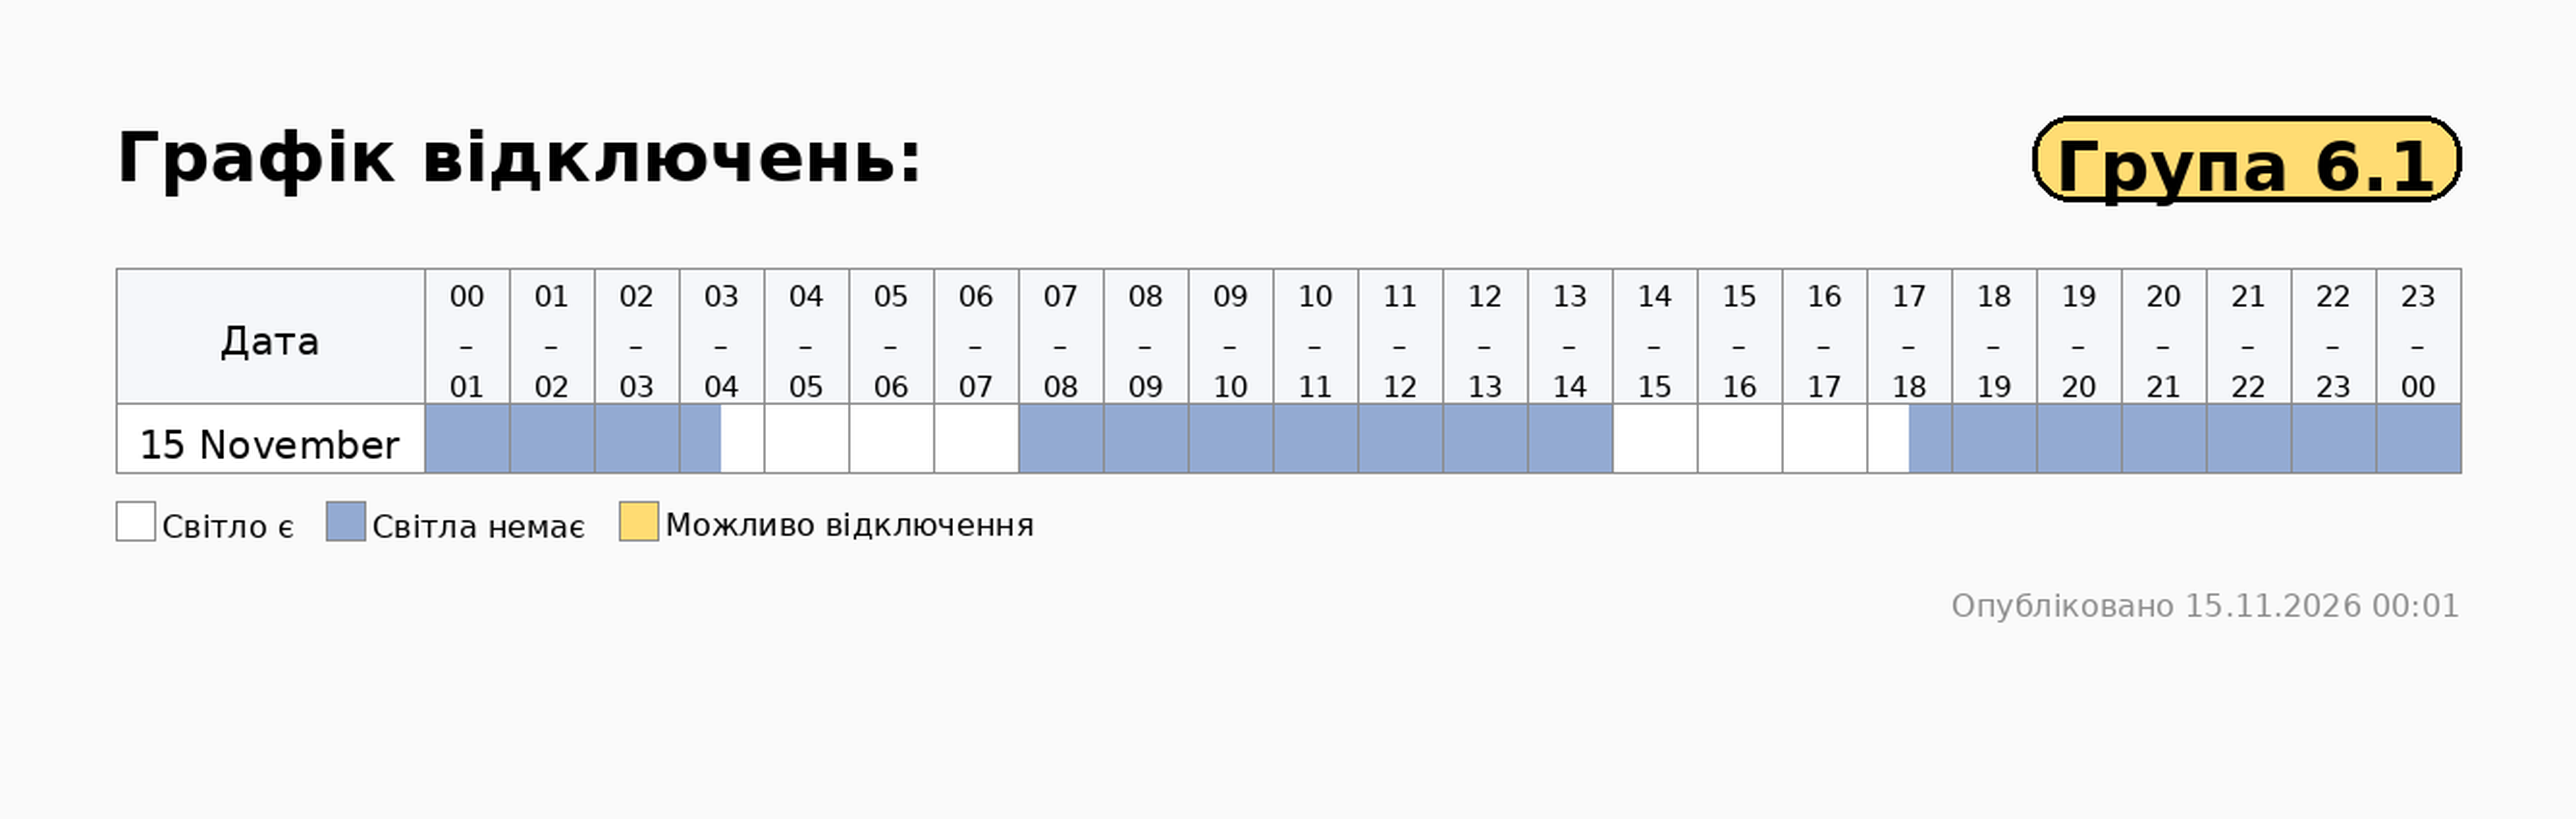 Графік відключень:
Група 6.1
Дата
00 01 02 03 04 05 06 07 08 09 10 11 12 13 14 15 16 17 18 19 20 21 22 23
– – – – – – – – – – – – – – – – – – – – – – – –
01 02 03 04 05 06 07 08 09 10 11 12 13 14 15 16 17 18 19 20 21 22 23 00
15 November
Світло є Світла немає Можливо відключення
Опубліковано 15.11.2026 00:01